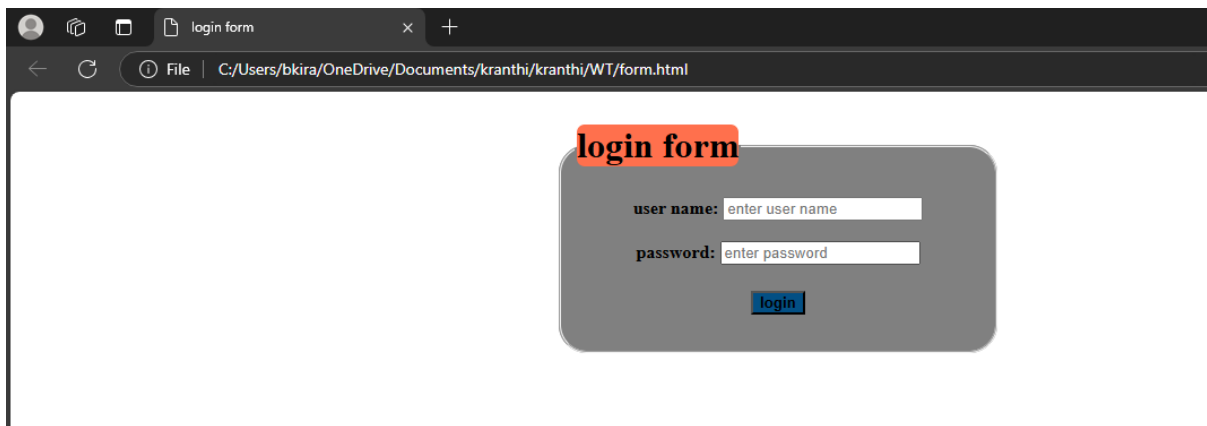 login form
File C:/Users/bkira/OneDrive/Documents/kranthi/kranthi/WT/form.html
login form
user name: enter user name
password: enter password
login